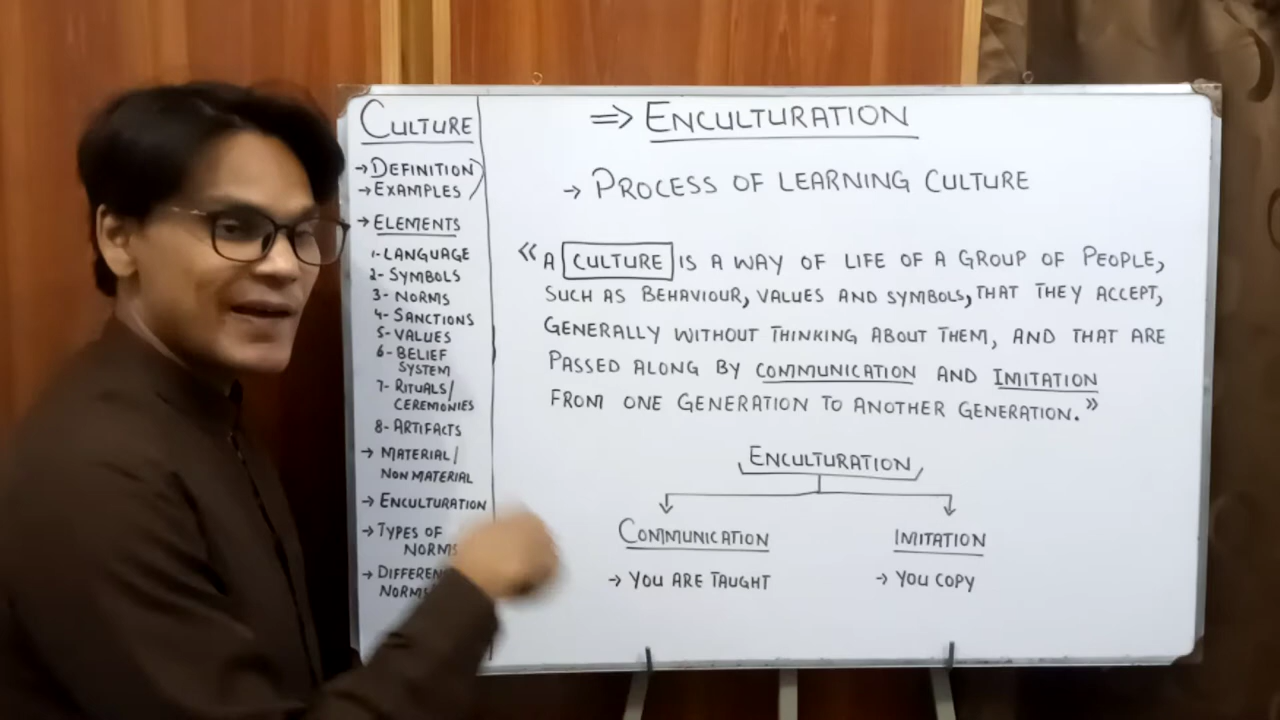 CULTURE
→ DEFINITION
→ EXAMPLES
→ ELEMENTS
1- LANGUAGE
2- SYMBOLS
3- NORMS
4- SANCTIONS
5- VALUES
6- BELIEF
SYSTEM
7- RITUALS/
CEREMONIES
8- ARTIFACTS
→ MATERIAL/
NON MATERIAL
→ ENCULTURATION
→ TYPES OF
NORMS
→
NORMS
⇒ ENCULTURATION
→ PROCESS OF LEARNING CULTURE
“ A CULTURE IS A WAY OF LIFE OF A GROUP OF PEOPLE,
SUCH AS BEHAVIOUR, VALUES AND SYMBOLS, THAT THEY ACCEPT,
GENERALLY WITHOUT THINKING ABOUT THEM, AND THAT ARE
PASSED ALONG BY COMMUNICATION AND IMITATION
FROM ONE GENERATION TO ANOTHER GENERATION.”
ENCULTURATION
COMMUNICATION
→ YOU ARE TAUGHT
IMITATION
→ YOU COPY